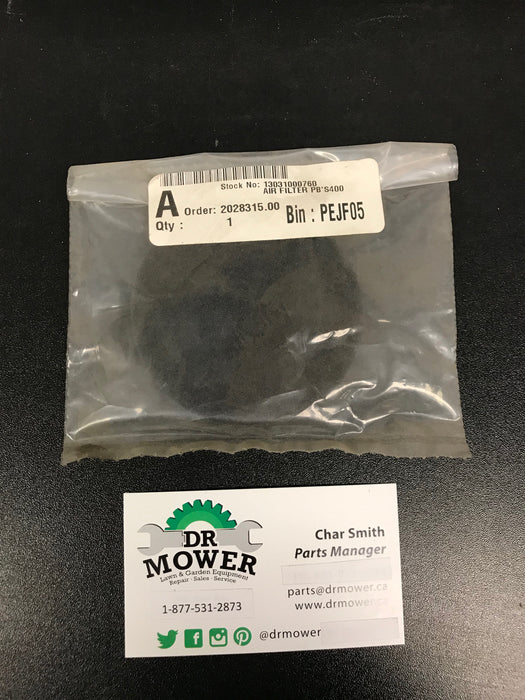 Stock No: 13031000760
AIR FILTER PB'S400
A Order: 2028315.00 Bin : PEJF05
Qty : 1
DR
MOWER
Lawn & Garden Equipment
Repair · Sales · Service
1-877-531-2873
@drmower
Char Smith
Parts Manager
parts@drmower.ca
www.drmower.ca